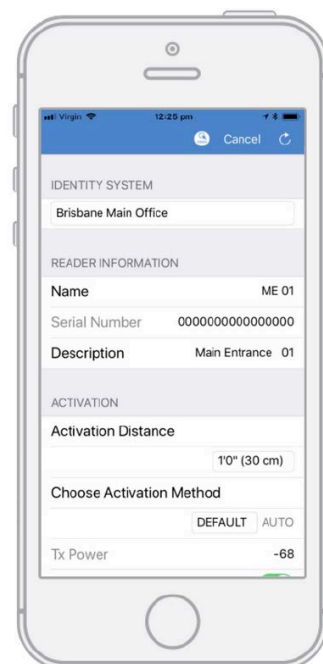 Virgin 12:25 pm
Cancel
IDENTITY SYSTEM
Brisbane Main Office
READER INFORMATION
Name ME 01
Serial Number 0000000000000000
Description Main Entrance 01
ACTIVATION
Activation Distance
1'0" (30 cm)
Choose Activation Method
DEFAULT AUTO
Tx Power -68